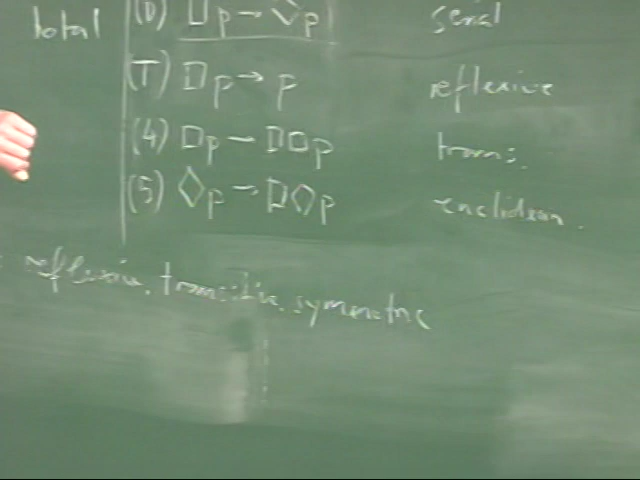 total (D) □p → ◇p serial
(T) □p → p reflexive
(4) □p → □□p trans.
(5) ◇p → □◇p euclidean.
: reflexive, transitive, symmetric